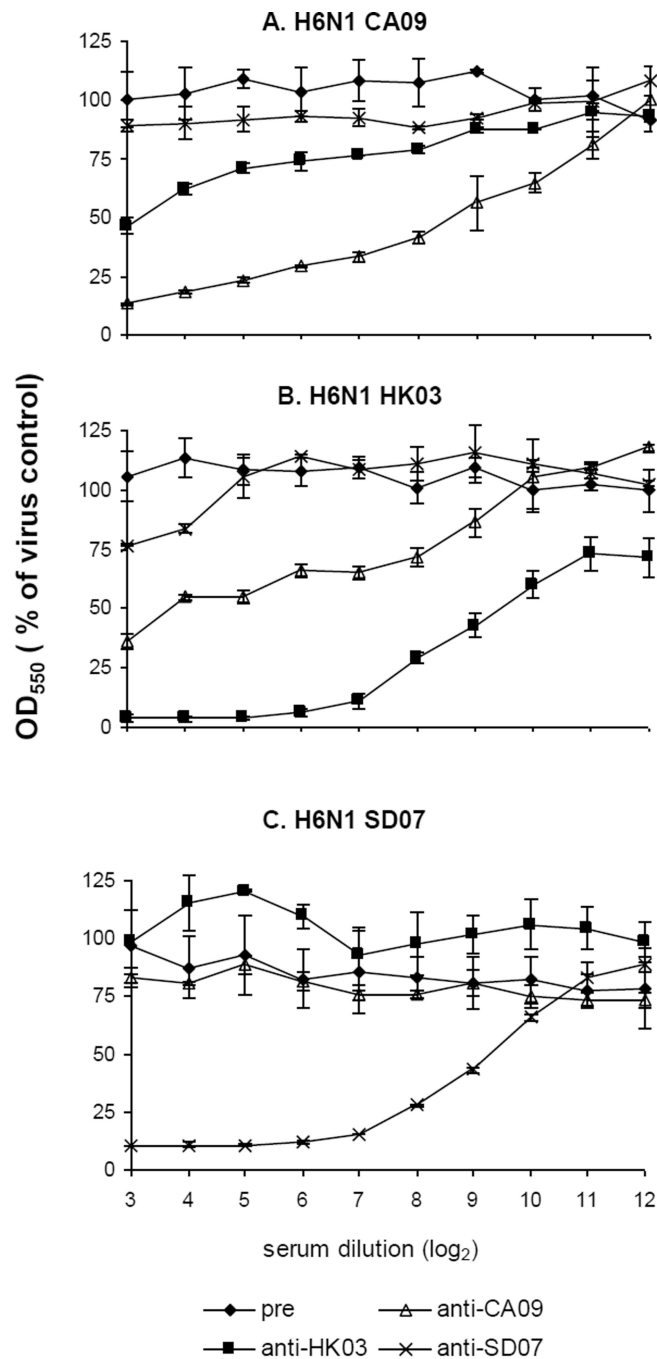 A. H6N1 CA09
125
100
75
50
25
0
B. H6N1 HK03
125
100
75
50
25
0
OD550 ( % of virus control)
C. H6N1 SD07
125
100
75
50
25
0
3 4 5 6 7 8 9 10 11 12
serum dilution (log2)
pre anti-CA09
anti-HK03 anti-SD07